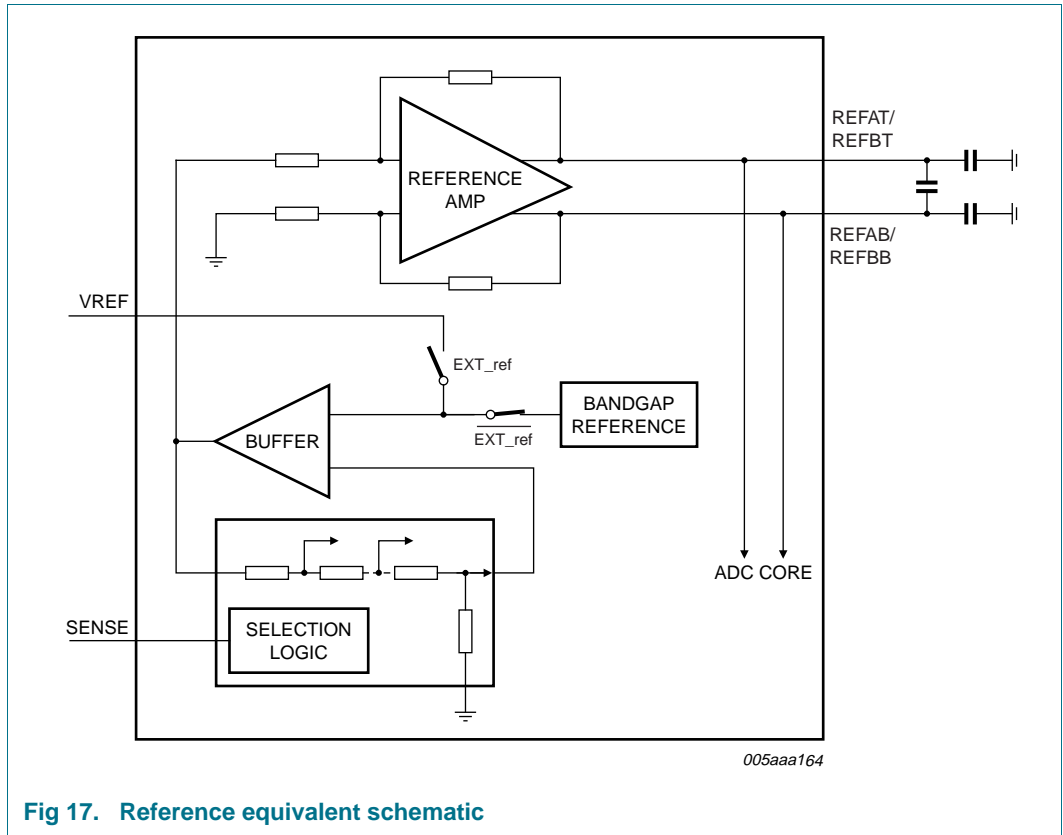 REFAT/
REFBT
REFERENCE
AMP
REFAB/
REFBB
VREF
EXT_ref
BANDGAP
REFERENCE
EXT_ref
BUFFER
ADC CORE
SENSE
SELECTION
LOGIC
005aaa164
Fig 17. Reference equivalent schematic